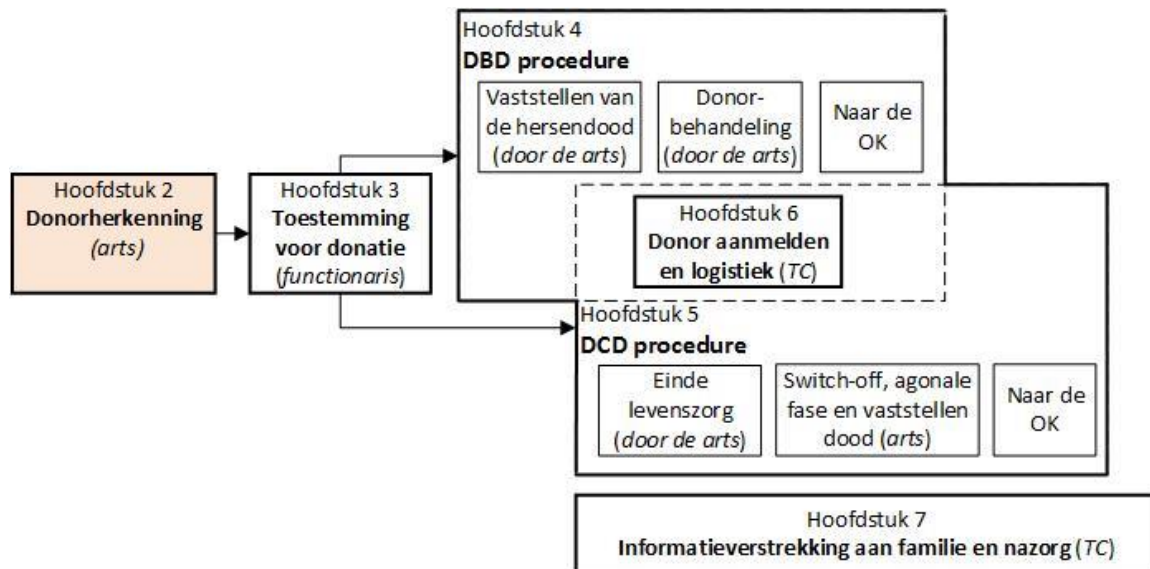 Hoofdstuk 4
DBD procedure
Vaststellen van
de hersendood
(door de arts)
Donor-
behandeling
(door de arts)
Naar de
OK
Hoofdstuk 2
Donorherkenning
(arts)
Hoofdstuk 3
Toestemming
voor donatie
(functionaris)
Hoofdstuk 6
Donor aanmelden
en logistiek (TC)
Hoofdstuk 5
DCD procedure
Einde
levenszorg
(door de arts)
Switch-off, agonale
fase en vaststellen
dood (arts)
Naar de
OK
Hoofdstuk 7
Informatieverstrekking aan familie en nazorg (TC)